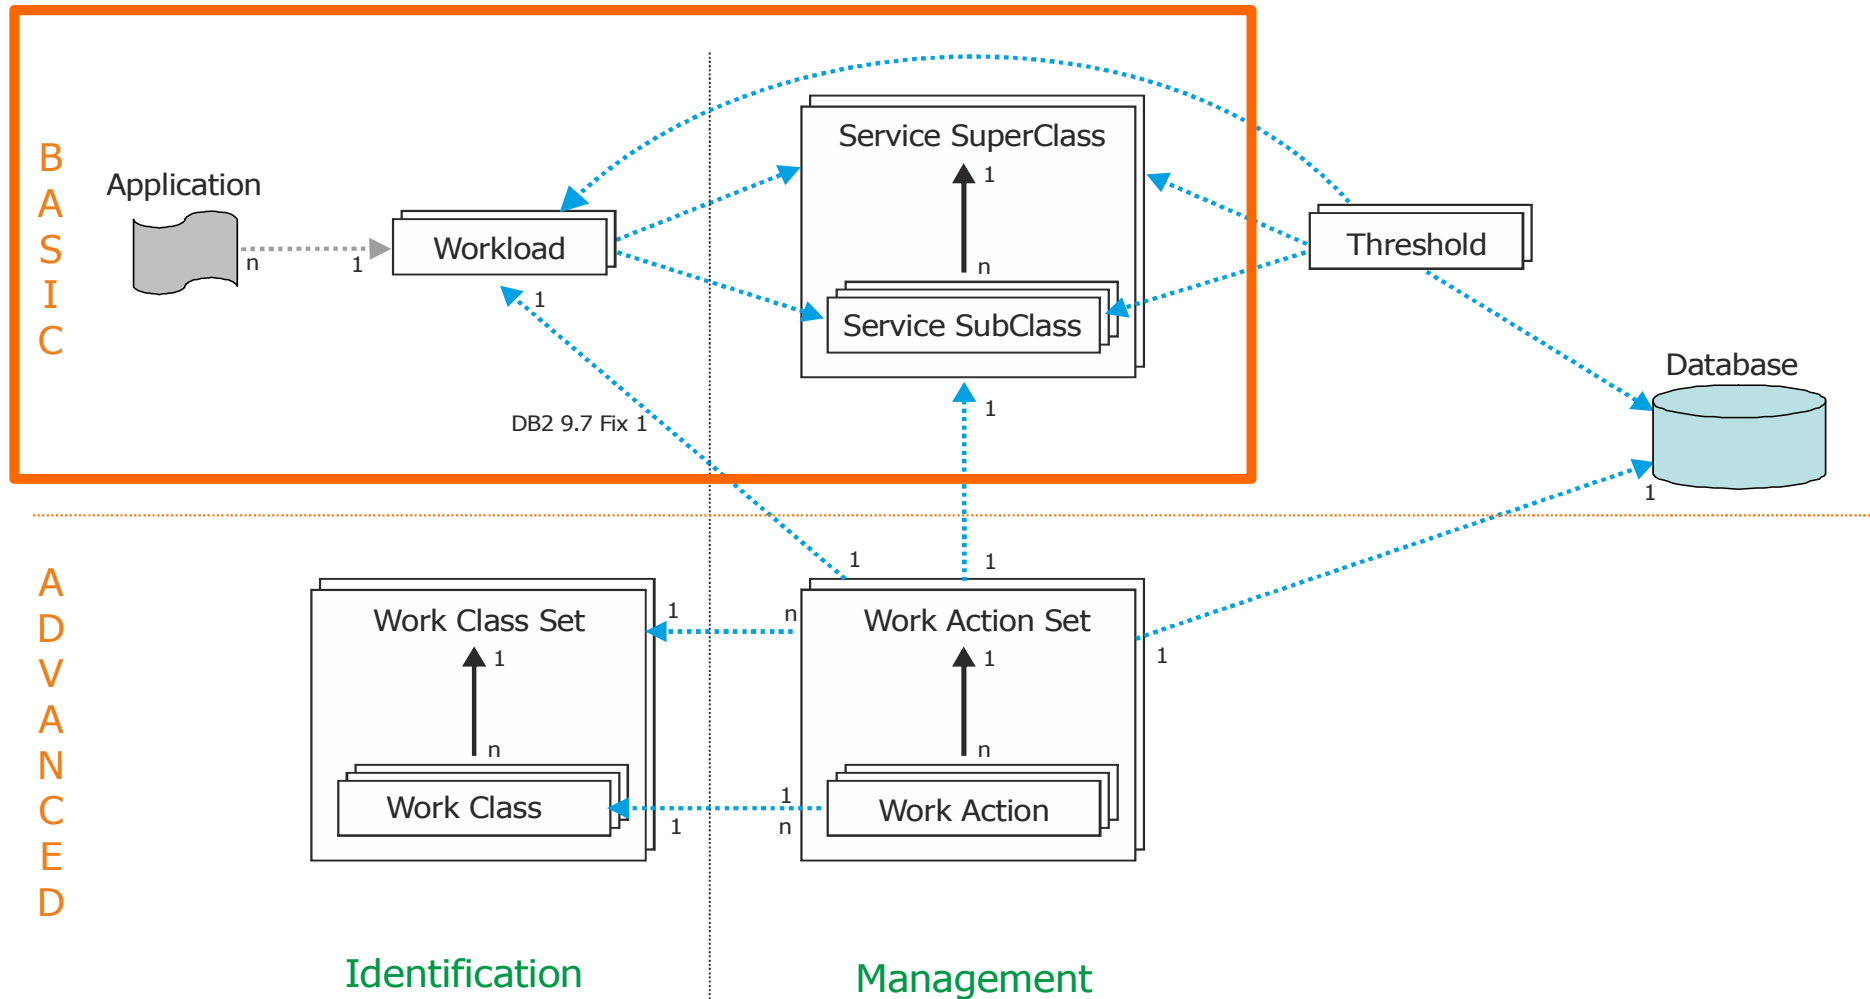 B
A
S
I
C
Application
n
1
Workload
Service SuperClass
1
n
Service SubClass
Threshold
Database
1
DB2 9.7 Fix 1
1
1
1
1
1
A
D
V
A
N
C
E
D
Work Class Set
1
n
Work Class
1
n
Work Action Set
1
n
Work Action
1
1
n
Identification
Management